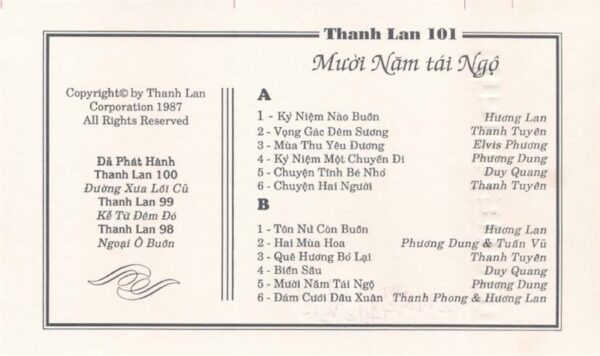 Thanh Lan 101
Mười Năm tái Ngộ
Copyright© by Thanh Lan
Corporation 1987
All Rights Reserved
Đã Phát Hành
Thanh Lan 100
Đường Xưa Lối Cũ
Thanh Lan 99
Kể Từ Đêm Đó
Thanh Lan 98
Ngoại Ô Buồn
A
1 - Kỷ Niệm Nào Buồn Hương Lan
2 - Vọng Gác Đêm Sương Thanh Tuyền
3 - Mùa Thu Yêu Đương Elvis Phương
4 - Kỷ Niệm Một Chuyến Đi Phương Dung
5 - Chuyện Tình Bé Nhỏ Duy Quang
6 - Chuyện Hai Người Thanh Tuyền
B
1 - Tôn Nữ Còn Buồn Hương Lan
2 - Hai Mùa Hoa Phương Dung & Tuấn Vũ
3 - Quê Hương Bỏ Lại Thanh Tuyền
4 - Biển Sầu Duy Quang
5 - Mười Năm Tái Ngộ Phương Dung
6 - Đám Cưới Đầu Xuân Thanh Phong & Hương Lan